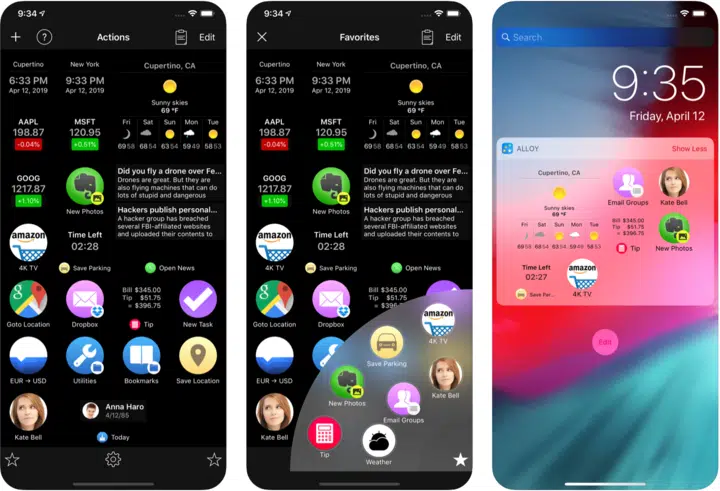 9:34
Actions
Edit
Cupertino
6:33 PM
Apr 12, 2019
New York
9:33 PM
Apr 12, 2019
Cupertino, CA
Sunny skies
69 °F
Fri Sat Sun Mon Tue
69 58 68 54 63 54 59 49 68 54
AAPL
198.87
-0.04%
MSFT
120.95
+0.51%
GOOG
1217.87
+1.10%
New Photos
Did you fly a drone over Fe...
Drones are great. But they are
also flying machines that can do
lots of stupid and dangerous
Hackers publish personal...
A hacker group has breached
several FBI-affiliated websites
and uploaded their contents to
amazon
4K TV
Time Left
02:28
Save Parking
Open News
Goto Location
Dropbox
Bill $345.00
Tip $51.75
= $396.75
Tip
New Task
EUR → USD
Utilities
Bookmarks
Save Location
Kate Bell
Anna Haro
4/12/85
Today
9:34
Favorites
Edit
Cupertino
6:33 PM
Apr 12, 2019
New York
9:33 PM
Apr 12, 2019
Cupertino, CA
Sunny skies
69 °F
Fri Sat Sun Mon Tue
69 58 68 54 63 54 59 49 68 54
AAPL
198.87
-0.04%
MSFT
120.95
+0.51%
GOOG
1217.87
+1.10%
New Photos
Did you fly a drone over Fe...
Drones are great. But they are
also flying machines that can do
lots of stupid and dangerous
Hackers publish personal...
A hacker group has breached
several FBI-affiliated websites
and uploaded their contents to
amazon
4K TV
Time Left
02:28
Save Parking
Open News
Goto Location
Dropbox
Bill $345.00
Tip $51.75
= $396.75
EUR → USD
Kate Bell
amazon
4K TV
Save Parking
Kate Bell
New Photos
Email Groups
Tip
Weather
Search
9:35
Friday, April 12
ALLOY
Show Less
Cupertino, CA
Sunny skies
69 °F
Fri Sat Sun Mon Tue
69 58 68 54 63 54 59 49 68 54
Email Groups
Kate Bell
Bill $345.00
Tip $51.75
= $396.75
Tip
New Photos
Time Left
02:27
Save Par...
amazon
4K TV
Edit